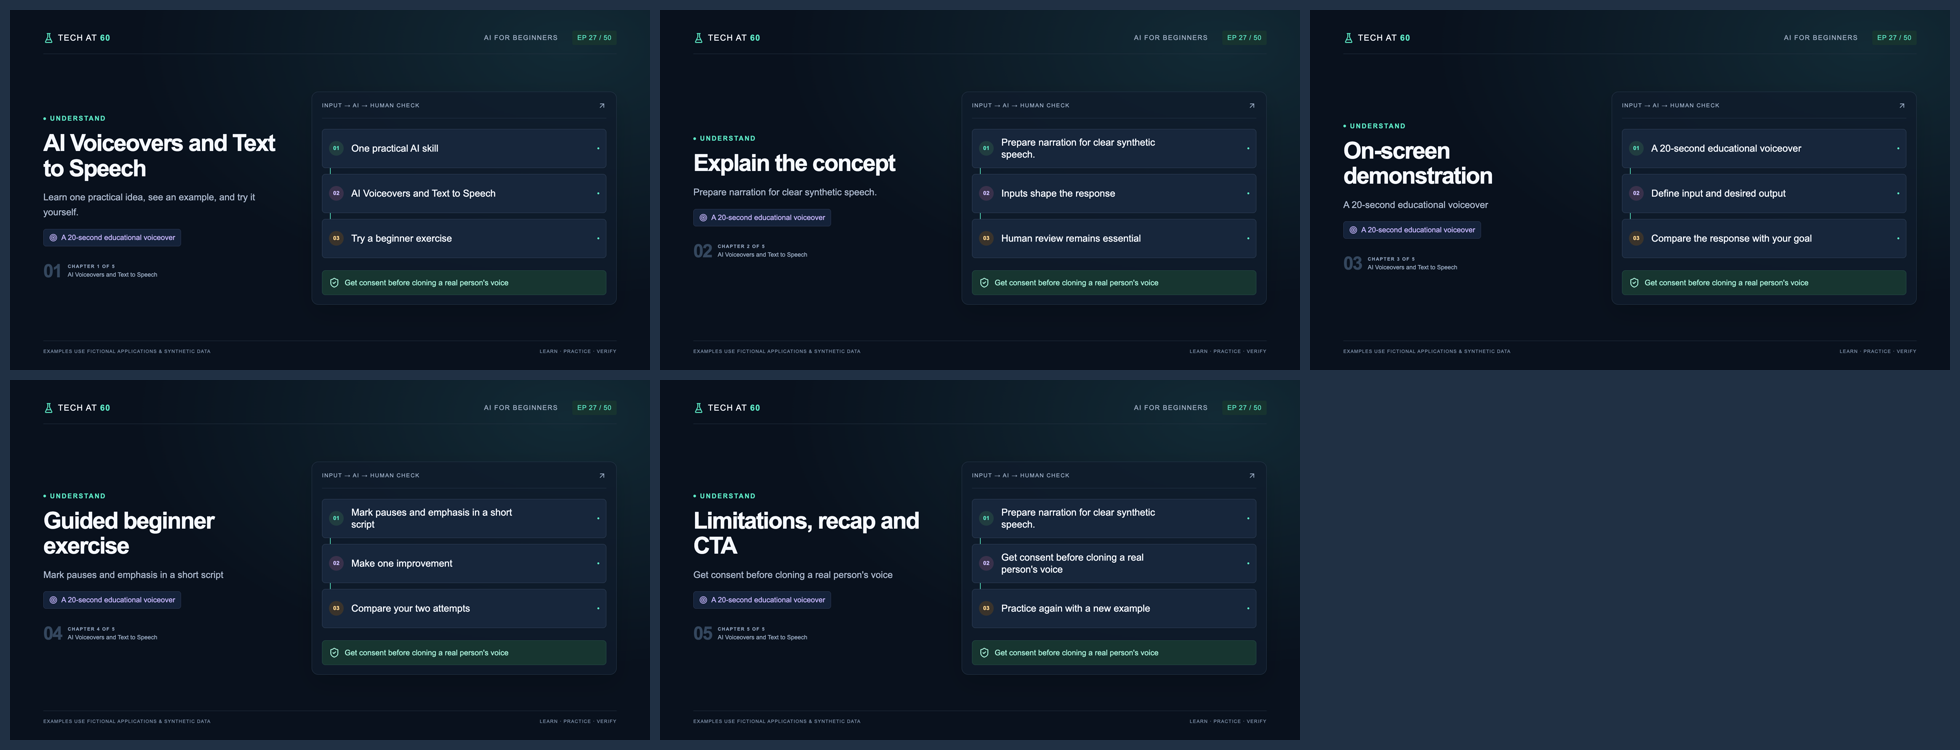 TECH AT 60
AI FOR BEGINNERS
EP 27 / 50
UNDERSTAND
AI Voiceovers and Text
to Speech
Learn one practical idea, see an example, and try it
yourself.
A 20-second educational voiceover
01
CHAPTER 1 OF 5
AI Voiceovers and Text to Speech
INPUT → AI → HUMAN CHECK
01 One practical AI skill
02 AI Voiceovers and Text to Speech
03 Try a beginner exercise
Get consent before cloning a real person's voice
EXAMPLES USE FICTIONAL APPLICATIONS & SYNTHETIC DATA
LEARN · PRACTICE · VERIFY
TECH AT 60
AI FOR BEGINNERS
EP 27 / 50
UNDERSTAND
Explain the concept
Prepare narration for clear synthetic speech.
A 20-second educational voiceover
02
CHAPTER 2 OF 5
AI Voiceovers and Text to Speech
INPUT → AI → HUMAN CHECK
01 Prepare narration for clear synthetic
speech.
02 Inputs shape the response
03 Human review remains essential
Get consent before cloning a real person's voice
EXAMPLES USE FICTIONAL APPLICATIONS & SYNTHETIC DATA
LEARN · PRACTICE · VERIFY
TECH AT 60
AI FOR BEGINNERS
EP 27 / 50
UNDERSTAND
On-screen
demonstration
A 20-second educational voiceover
A 20-second educational voiceover
03
CHAPTER 3 OF 5
AI Voiceovers and Text to Speech
INPUT → AI → HUMAN CHECK
01 A 20-second educational voiceover
02 Define input and desired output
03 Compare the response with your goal
Get consent before cloning a real person's voice
EXAMPLES USE FICTIONAL APPLICATIONS & SYNTHETIC DATA
LEARN · PRACTICE · VERIFY
TECH AT 60
AI FOR BEGINNERS
EP 27 / 50
UNDERSTAND
Guided beginner
exercise
Mark pauses and emphasis in a short script
A 20-second educational voiceover
04
CHAPTER 4 OF 5
AI Voiceovers and Text to Speech
INPUT → AI → HUMAN CHECK
01 Mark pauses and emphasis in a short
script
02 Make one improvement
03 Compare your two attempts
Get consent before cloning a real person's voice
EXAMPLES USE FICTIONAL APPLICATIONS & SYNTHETIC DATA
LEARN · PRACTICE · VERIFY
TECH AT 60
AI FOR BEGINNERS
EP 27 / 50
UNDERSTAND
Limitations, recap and
CTA
Get consent before cloning a real person's voice
A 20-second educational voiceover
05
CHAPTER 5 OF 5
AI Voiceovers and Text to Speech
INPUT → AI → HUMAN CHECK
01 Prepare narration for clear synthetic
speech.
02 Get consent before cloning a real
person's voice
03 Practice again with a new example
Get consent before cloning a real person's voice
EXAMPLES USE FICTIONAL APPLICATIONS & SYNTHETIC DATA
LEARN · PRACTICE · VERIFY